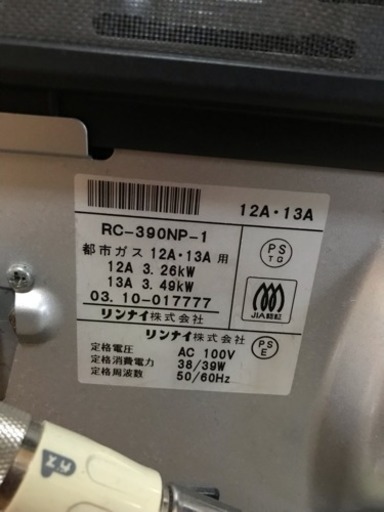 12A・13A
RC-390NP-1
都市ガス 12A・13A 用
12A 3.26kW
13A 3.49kW
03. 10-017777
リンナイ株式会社
PS
TG
JIA認証
リンナイ株式会社
定格電圧 AC 100V
定格消費電力 38/39W
定格周波数 50/60Hz
PS
E